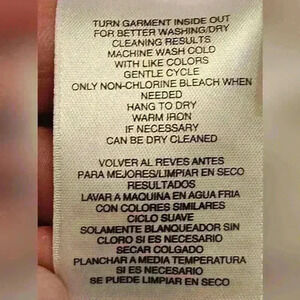 TURN GARMENT INSIDE OUT
FOR BETTER WASHING/DRY
CLEANING RESULTS
MACHINE WASH COLD
WITH LIKE COLORS
GENTLE CYCLE
ONLY NON-CHLORINE BLEACH WHEN
NEEDED
HANG TO DRY
WARM IRON
IF NECESSARY
CAN BE DRY CLEANED
VOLVER AL REVES ANTES
PARA MEJORES/LIMPIAR EN SECO
RESULTADOS
LAVAR A MAQUINA EN AGUA FRIA
CON COLORES SIMILARES
CICLO SUAVE
SOLAMENTE BLANQUEADOR SIN
CLORO SI ES NECESARIO
SECAR COLGADO
PLANCHAR A MEDIA TEMPERATURA
SI ES NECESARIO
SE PUEDE LIMPIAR EN SECO